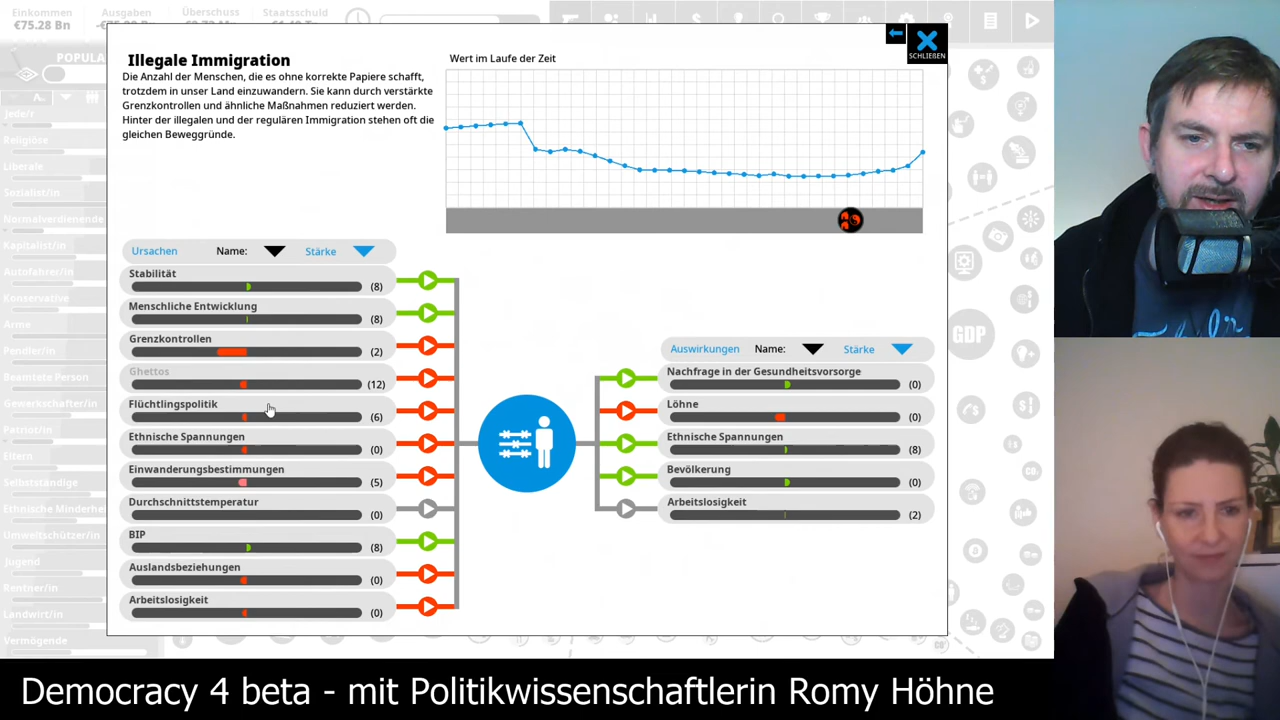 Einkommen
Ausgaben
Staatsschuld
€75.28 Bn
POPULA
SCHLIEßEN
Illegale Immigration
Die Anzahl der Menschen, die es ohne korrekte Papiere schafft,
trotzdem in unser Land einzuwandern. Sie kann durch verstärkte
Grenzkontrollen und ähnliche Maßnahmen reduziert werden.
Hinter der illegalen und der regulären Immigration stehen oft die
gleichen Beweggründe.
Wert im Laufe der Zeit
Jede/r
Religiöse
Liberale
Sozialist/in
Normalverdienende
Kapitalist/in
Autofahrer/in
Konservative
Arme
Pendler/in
Beamtete Person
Gewerkschafter/in
Patriot/in
Eltern
Selbstständige
Ethnische Minderhei
Umweltschützer/in
Jugend
Rentner/in
Landwirt/in
Vermögende
Ursachen Name: Stärke
Stabilität
(8)
Menschliche Entwicklung
(8)
Grenzkontrollen
(2)
Ghettos
(12)
Flüchtlingspolitik
(6)
Ethnische Spannungen
(0)
Einwanderungsbestimmungen
(5)
Durchschnittstemperatur
(0)
BIP
(8)
Auslandsbeziehungen
(0)
Arbeitslosigkeit
(0)
Auswirkungen Name: Stärke
Nachfrage in der Gesundheitsvorsorge
(0)
Löhne
(0)
Ethnische Spannungen
(8)
Bevölkerung
(0)
Arbeitslosigkeit
(2)
GDP
Democracy 4 beta - mit Politikwissenschaftlerin Romy Höhne